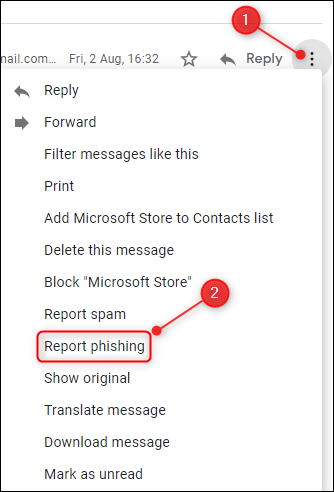 1
mail.com... Fri, 2 Aug, 16:32 Reply
Reply
Forward
Filter messages like this
Print
Add Microsoft Store to Contacts list
Delete this message
Block "Microsoft Store"
2
Report spam
Report phishing
Show original
Translate message
Download message
Mark as unread